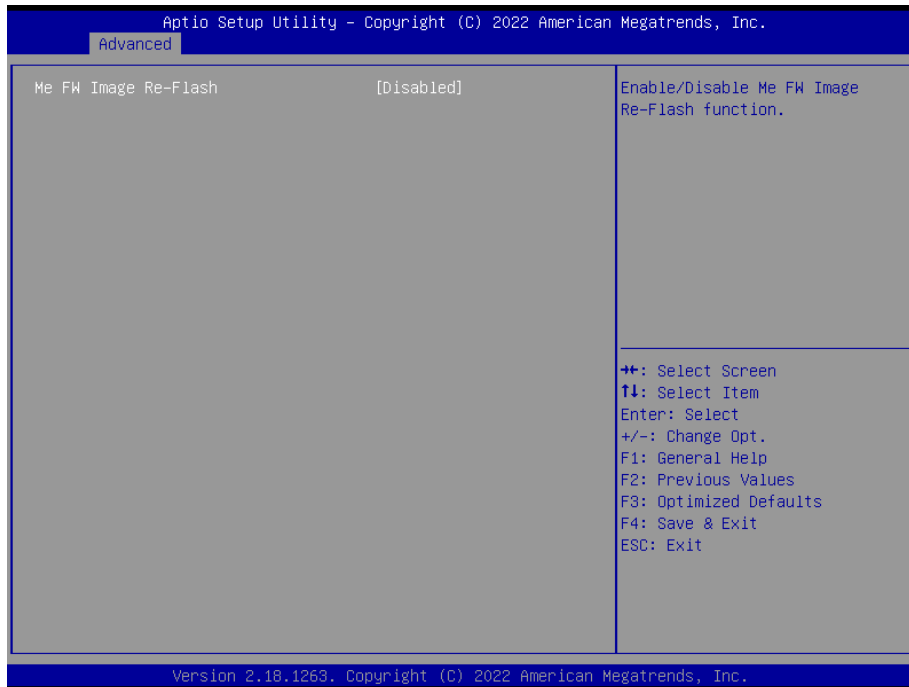 Aptio Setup Utility – Copyright (C) 2022 American Megatrends, Inc.
Advanced
Me FW Image Re-Flash [Disabled]
Enable/Disable Me FW Image
Re-Flash function.
→←: Select Screen
↑↓: Select Item
Enter: Select
+/-: Change Opt.
F1: General Help
F2: Previous Values
F3: Optimized Defaults
F4: Save & Exit
ESC: Exit
Version 2.18.1263. Copyright (C) 2022 American Megatrends, Inc.